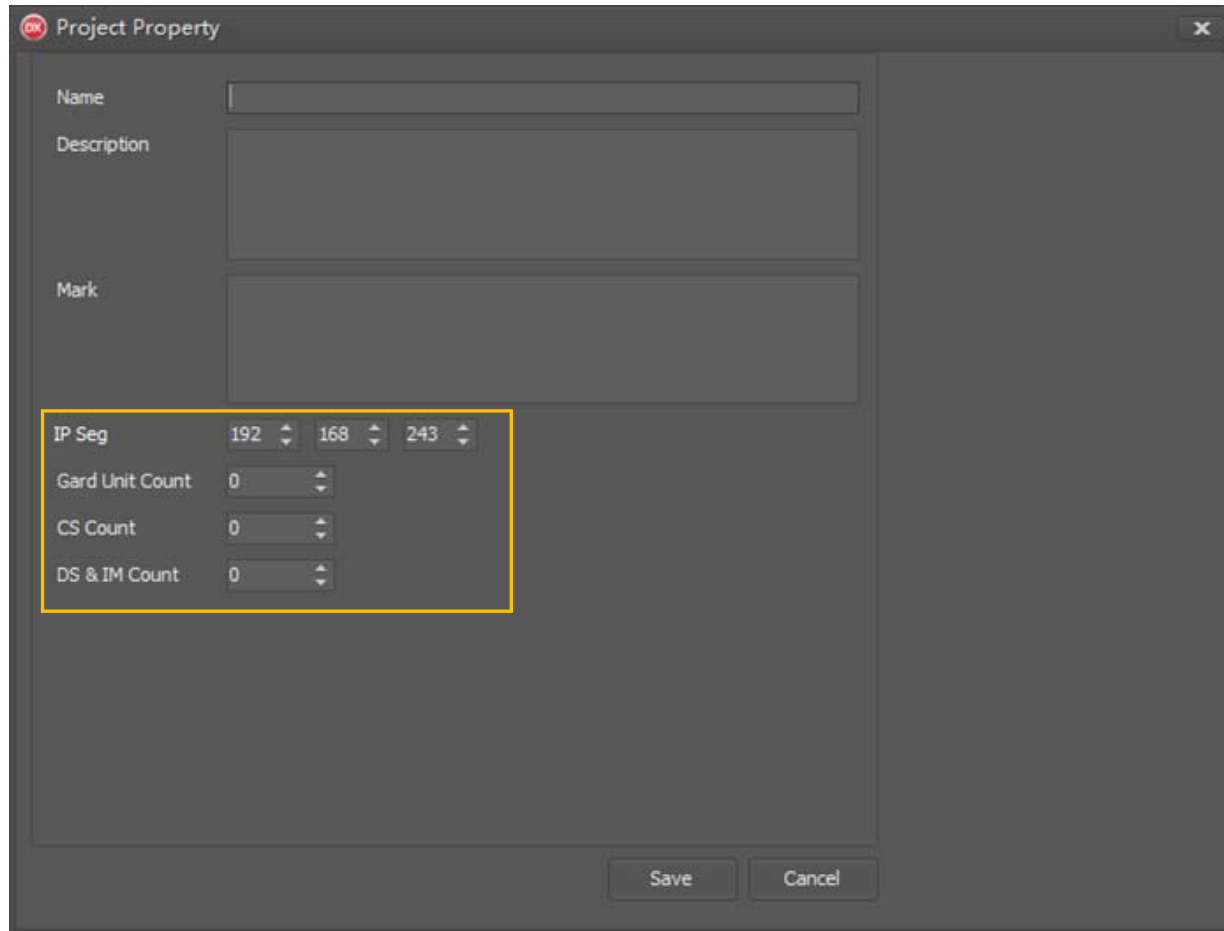 DX Project Property
Name
Description
Mark
IP Seg 192 168 243
Gard Unit Count 0
CS Count 0
DS & IM Count 0
Save Cancel